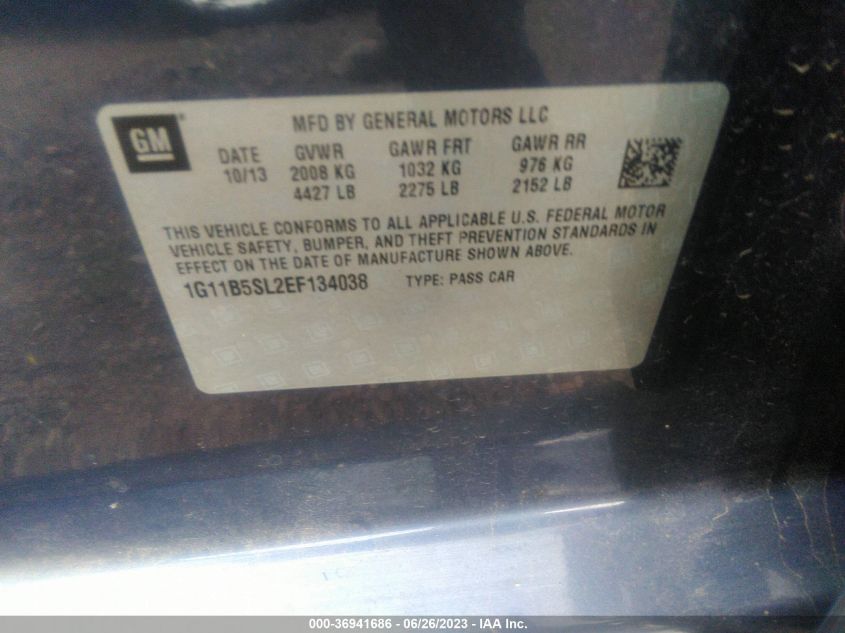 GM®
MFD BY GENERAL MOTORS LLC
DATE GVWR GAWR FRT GAWR RR
10/13 2008 KG 1032 KG 976 KG
4427 LB 2275 LB 2152 LB
THIS VEHICLE CONFORMS TO ALL APPLICABLE U.S. FEDERAL MOTOR
VEHICLE SAFETY, BUMPER, AND THEFT PREVENTION STANDARDS IN
EFFECT ON THE DATE OF MANUFACTURE SHOWN ABOVE.
1G11B5SL2EF134038 TYPE: PASS CAR
000-36941686 - 06/26/2023 - IAA Inc.